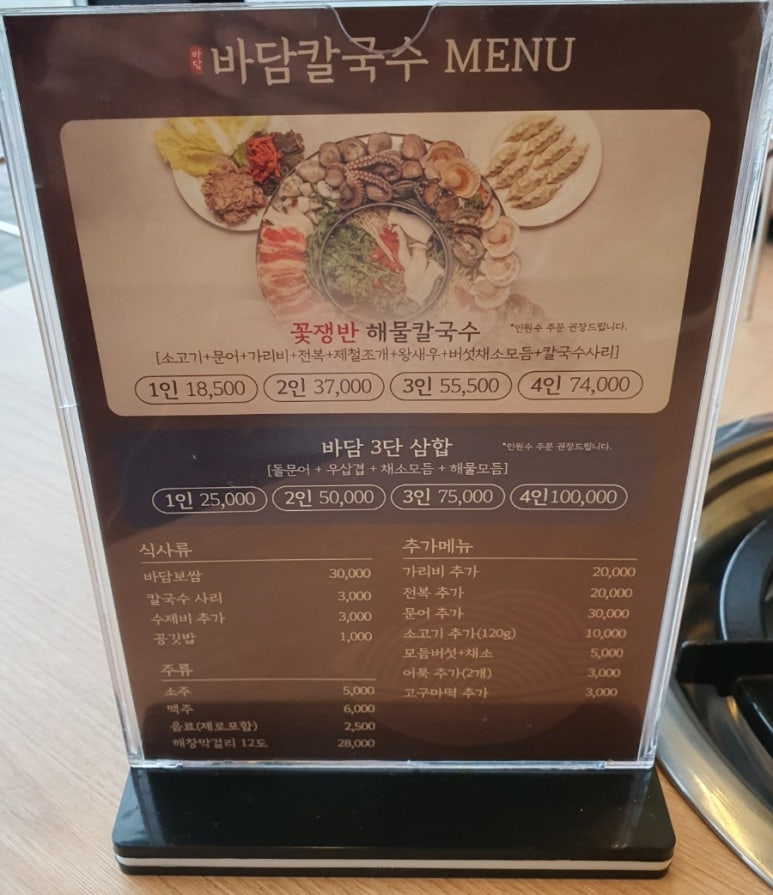 바담 바담칼국수 MENU
꽃쟁반 해물칼국수 *인원수 주문 권장드립니다.
[소고기+문어+가리비+전복+제철조개+왕새우+버섯채소모듬+칼국수사리]
1인 18,500 2인 37,000 3인 55,500 4인 74,000
바담 3단 삼합 *인원수 주문 권장드립니다.
[돌문어 + 우삼겹 + 채소모듬 + 해물모듬]
1인 25,000 2인 50,000 3인 75,000 4인100,000
식사류
바담보쌈 30,000
칼국수 사리 3,000
수제비 추가 3,000
공깃밥 1,000
주류
소주 5,000
맥주 6,000
음료(제로포함) 2,500
해창막걸리 12도 28,000
추가메뉴
가리비 추가 20,000
전복 추가 20,000
문어 추가 30,000
소고기 추가(120g) 10,000
모듬버섯+채소 5,000
어묵 추가(2개) 3,000
고구마떡 추가 3,000